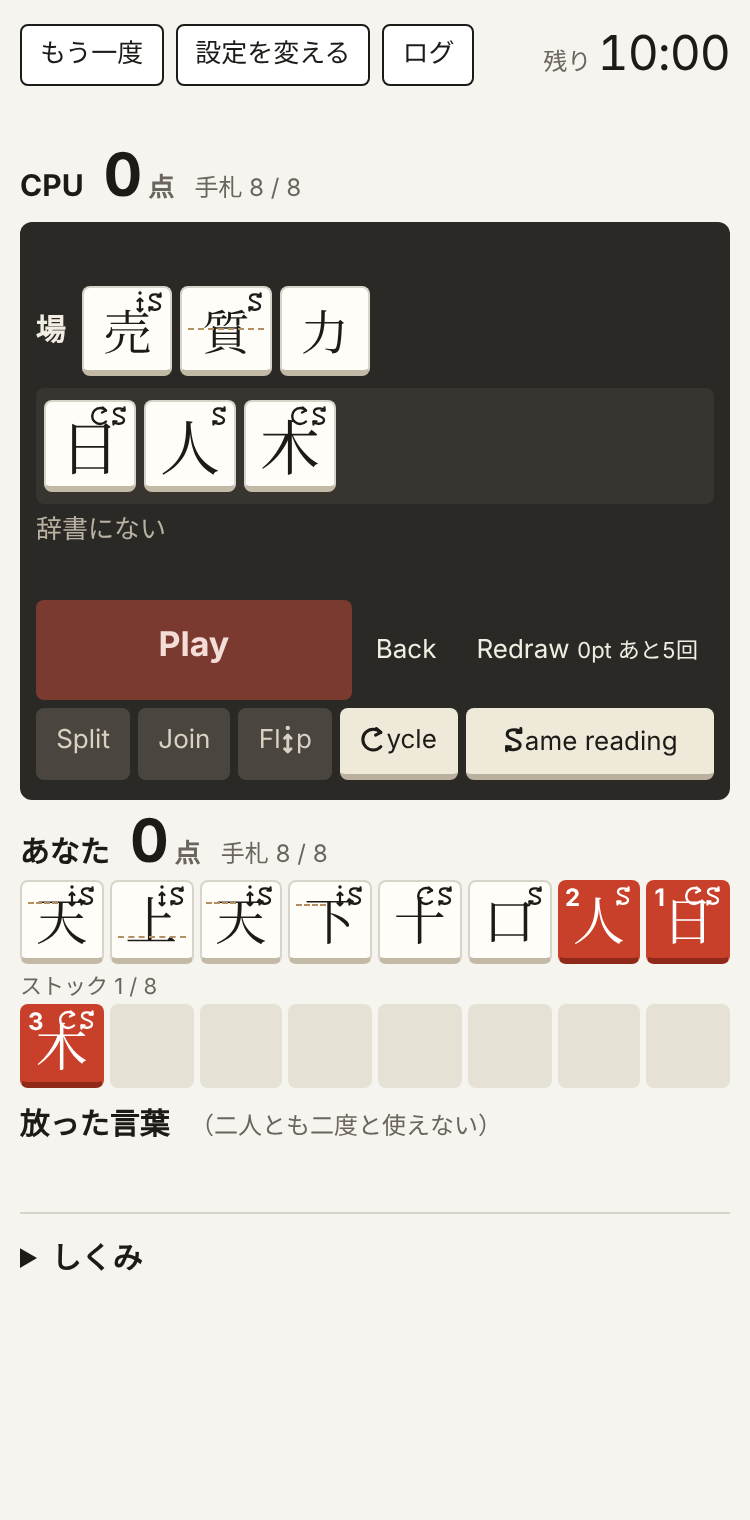 もう一度 設定を変える ログ 残り 10:00
CPU 0点 手札 8 / 8
場 売 質 力
日 人 木
辞書にない
Play Back Redraw 0pt あと5回
Split Join Flip Cycle Same reading
あなた 0点 手札 8 / 8
天 上 天 下 十 口 2 人 1 日
ストック 1 / 8
3 木
放った言葉 （二人とも二度と使えない）
▶ しくみ